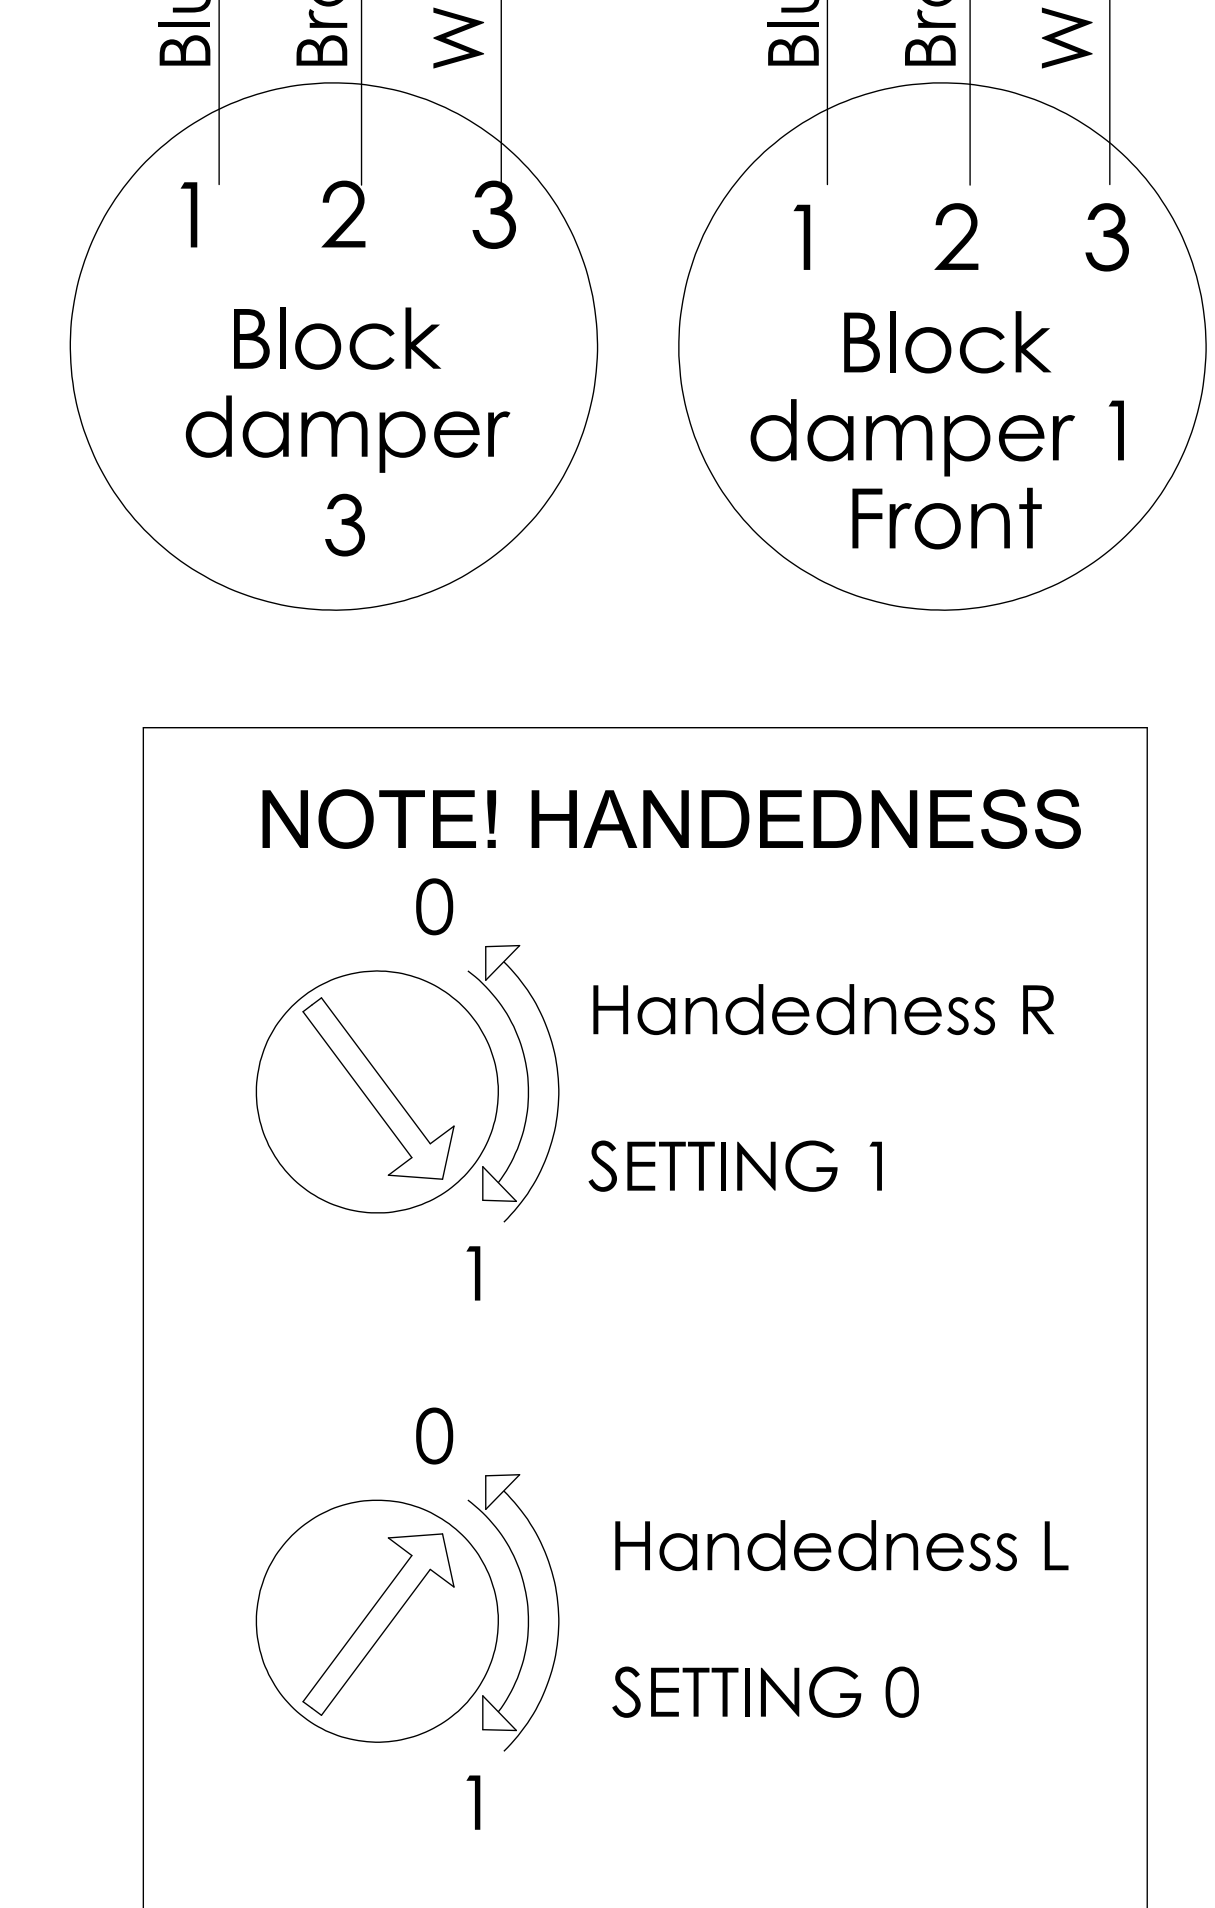 1 2 3
Block
damper
3
1 2 3
Block
damper 1
Front
NOTE! HANDEDNESS
0
Handedness R
SETTING 1
1
0
Handedness L
SETTING 0
1